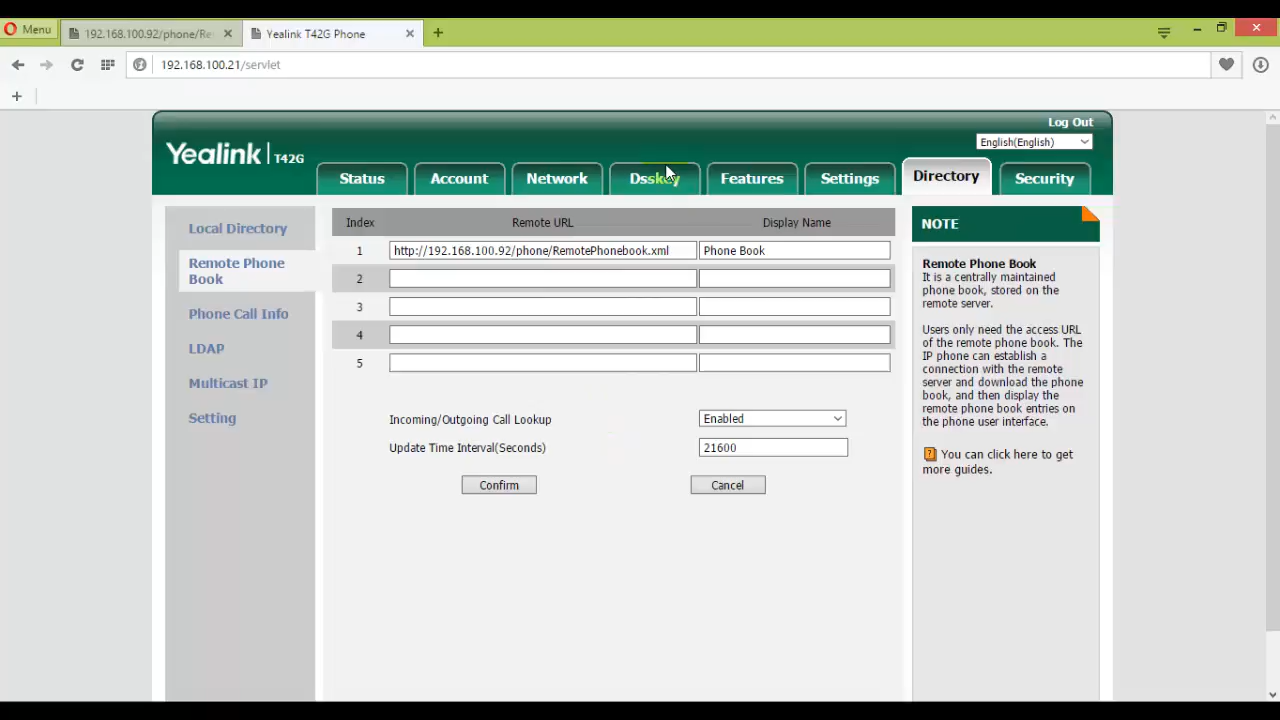 Menu
192.168.100.92/phone/Re
Yealink T42G Phone
192.168.100.21/servlet
Log Out
Yealink T42G
English(English)
Status
Account
Network
Dsskey
Features
Settings
Directory
Security
Local Directory
Remote Phone
Book
Phone Call Info
LDAP
Multicast IP
Setting
Index Remote URL Display Name
1 http://192.168.100.92/phone/RemotePhonebook.xml Phone Book
2
3
4
5
Incoming/Outgoing Call Lookup Enabled
Update Time Interval(Seconds) 21600
Confirm Cancel
NOTE
Remote Phone Book
It is a centrally maintained
phone book, stored on the
remote server.
Users only need the access URL
of the remote phone book. The
IP phone can establish a
connection with the remote
server and download the phone
book, and then display the
remote phone book entries on
the phone user interface.
You can click here to get
more guides.